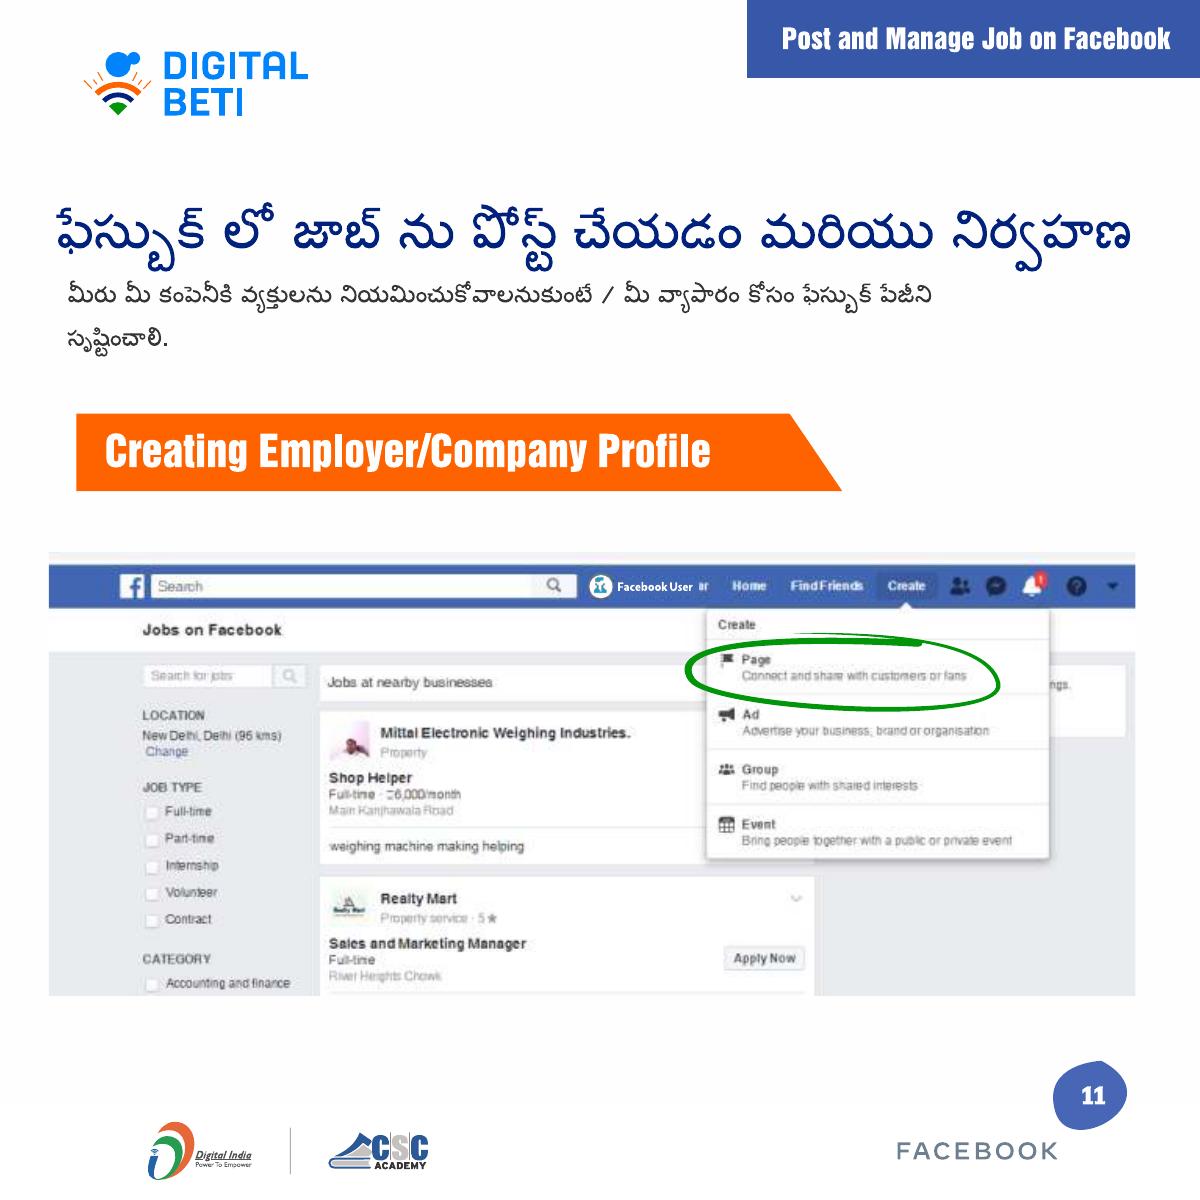 Post and Manage Job on Facebook
DIGITAL
BETI
ఫేస్బుక్ లో జాబ్ ను పోస్ట్ చేయడం మరియు నిర్వహణ
మీరు మీ కంపెనీకి వ్యక్తులను నియమించుకోవాలనుకుంటే / మీ వ్యాపారం కోసం ఫేస్బుక్ పేజీని
సృష్టించాలి.
Creating Employer/Company Profile
Search
Facebook User
Home
Find Friends
Create
Jobs on Facebook
Create
Page
Connect and share with customers or fans
Ad
Advertise your business, brand or organisation
Group
Find people with shared interests
Event
Bring people together with a public or private event
ngs.
Search for jobs
LOCATION
New Delhi, Delhi (96 kms)
Change
JOB TYPE
Full-time
Part-time
Internship
Volunteer
Contract
CATEGORY
Accounting and finance
Jobs at nearby businesses
Mittal Electronic Weighing Industries.
Property
Shop Helper
Full-time · 6,000/month
Main Kanjhawala Road
weighing machine making helping
Realty Mart
Property service · 5★
Sales and Marketing Manager
Full-time
River Heights Chowk
Apply Now
11
Digital India
Power To Empower
CSC
ACADEMY
FACEBOOK